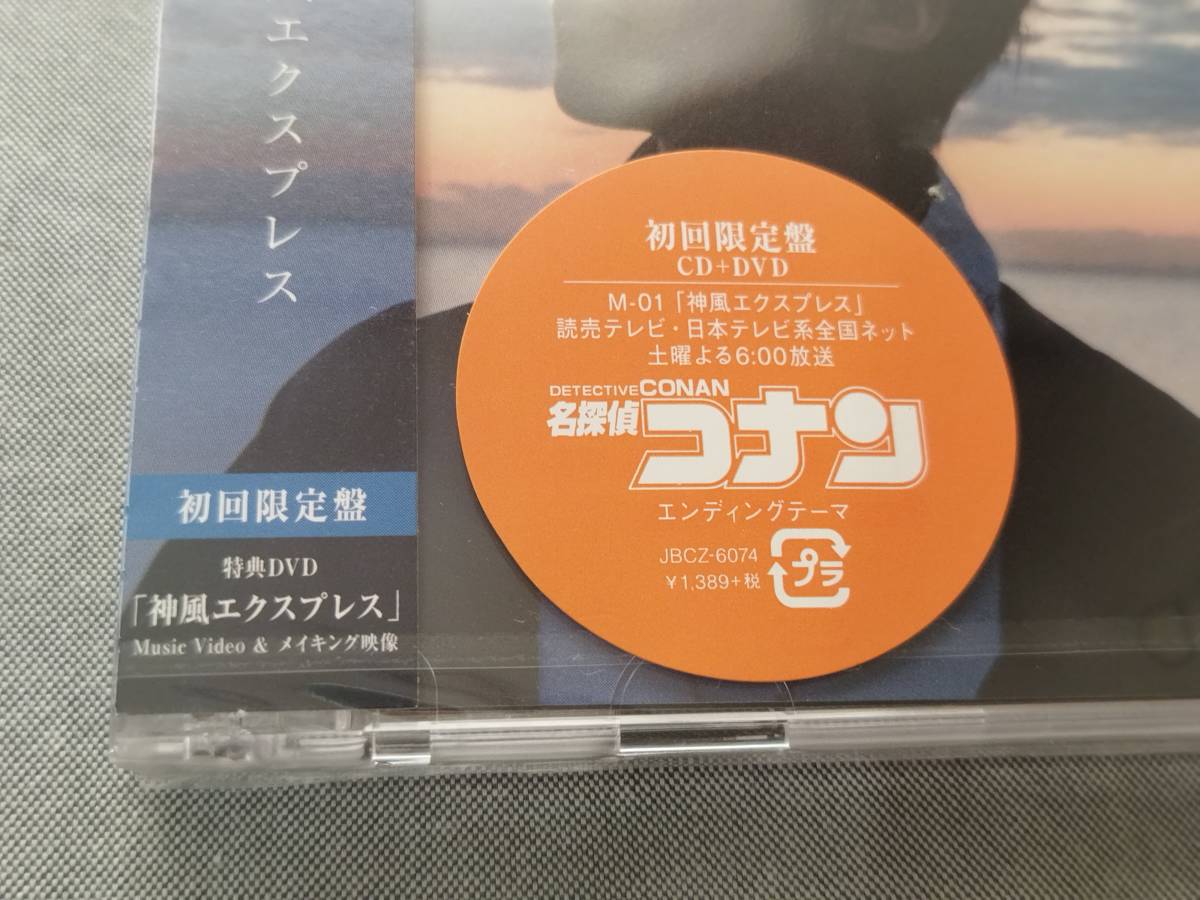 エクスプレス
初回限定盤
特典DVD
「神風エクスプレス」
Music Video & メイキング映像
初回限定盤
CD+DVD
M-01「神風エクスプレス」
読売テレビ・日本テレビ系全国ネット
土曜よる6:00放送
DETECTIVE CONAN
名探偵コナン
エンディングテーマ
JBCZ-6074
¥1,389+税
プラ